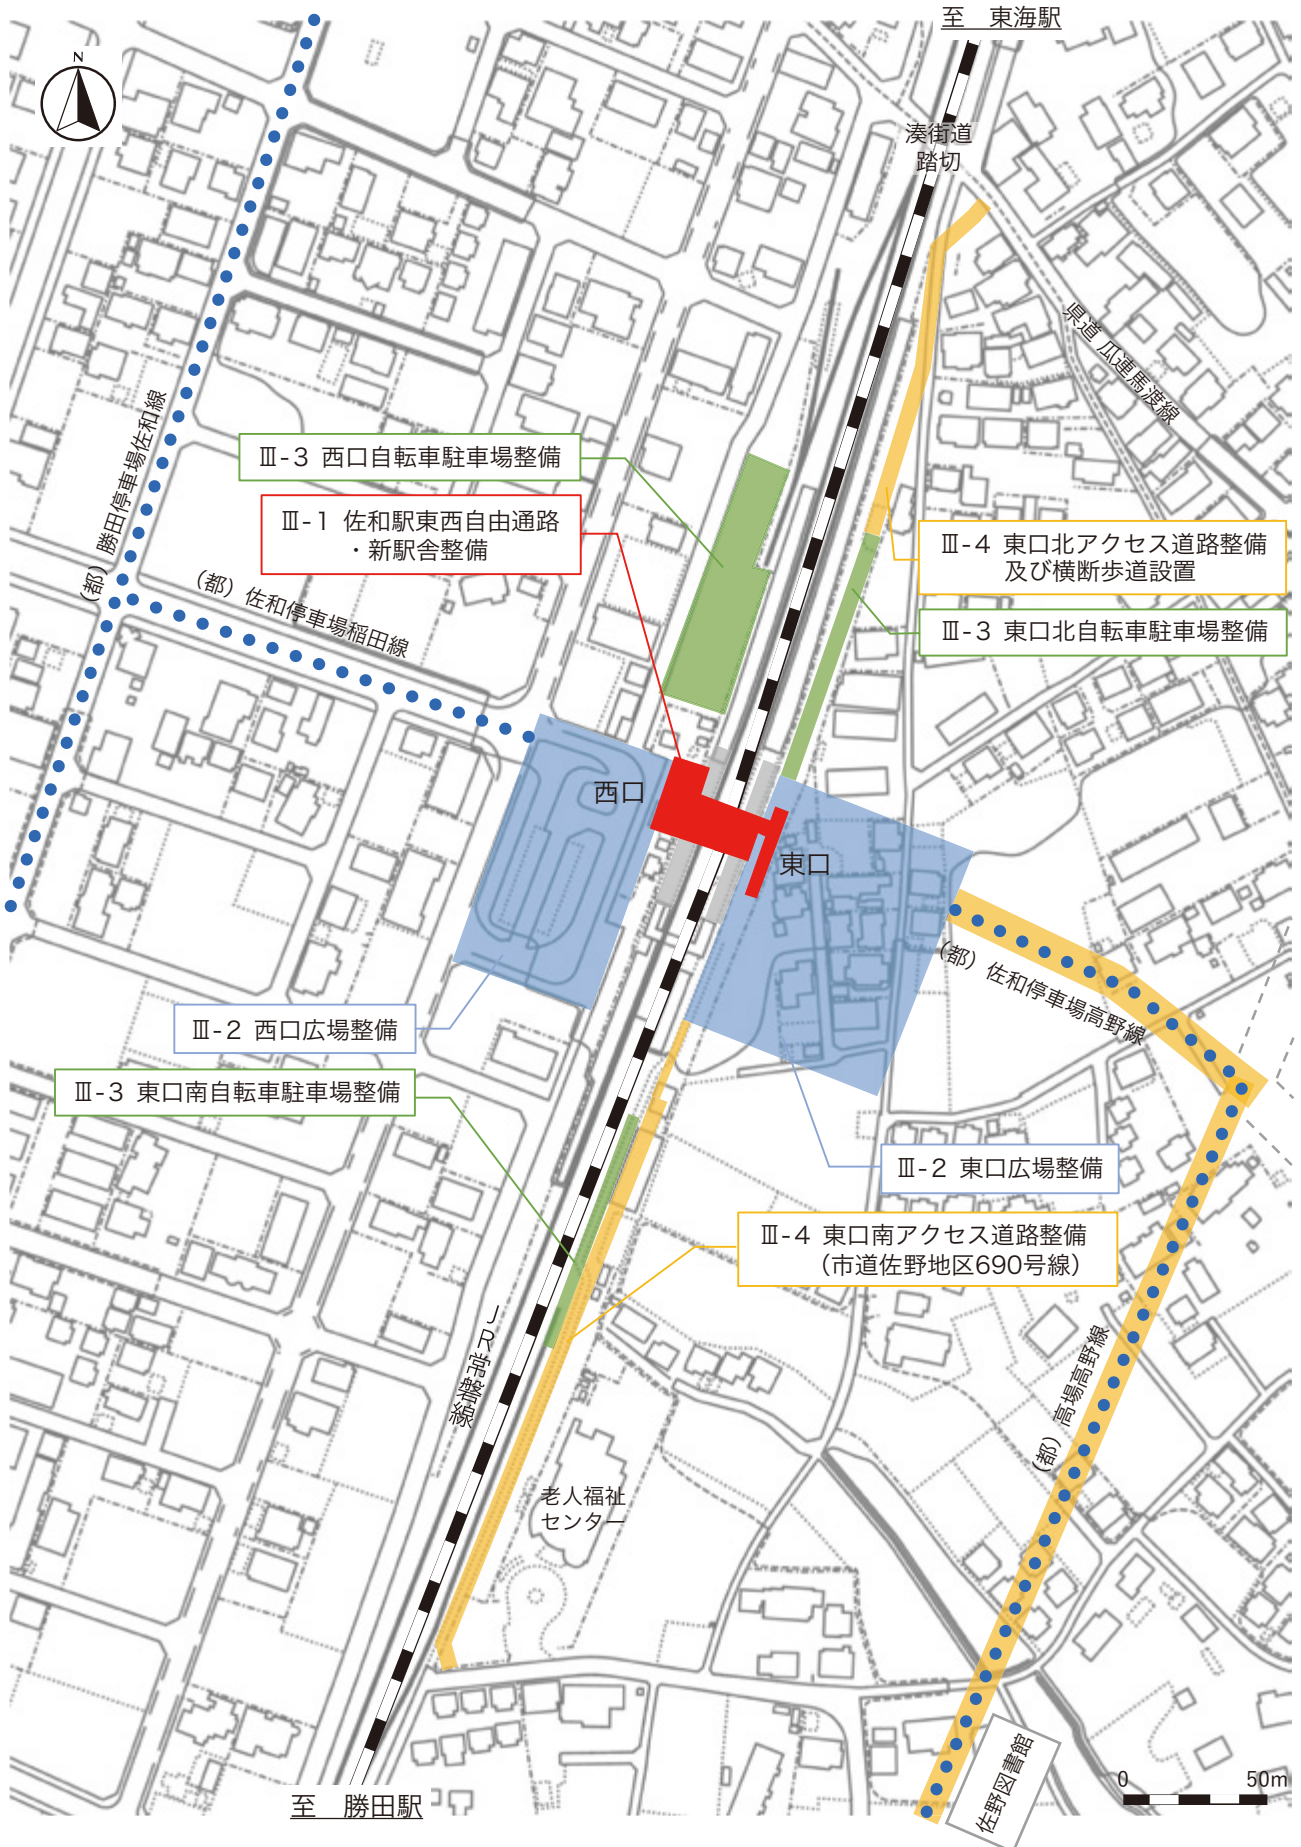 至　東海駅
N
湊街道
踏切
県道 瓜連馬渡線
(都) 勝田停車場佐和線
Ⅲ-3 西口自転車駐車場整備
Ⅲ-1 佐和駅東西自由通路
・新駅舎整備
Ⅲ-4 東口北アクセス道路整備
及び横断歩道設置
(都) 佐和停車場稲田線
Ⅲ-3 東口北自転車駐車場整備
西口
東口
(都) 佐和停車場高野線
Ⅲ-2 西口広場整備
Ⅲ-3 東口南自転車駐車場整備
Ⅲ-2 東口広場整備
Ⅲ-4 東口南アクセス道路整備
(市道佐野地区690号線)
JR常磐線
(都) 高場高野線
老人福祉
センター
佐野図書館
0 50m
至　勝田駅